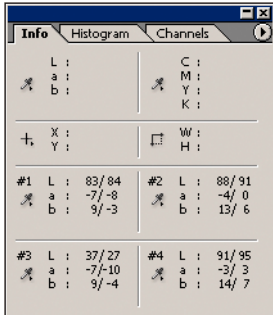 Info Histogram Channels
L : C :
a : M :
b : Y :
K :
X : W :
Y : H :
#1 L : 83/ 84 #2 L : 88/ 91
a : -7/ -8 a : -4/ 0
b : 9/ -3 b : 13/ 6
#3 L : 37/ 27 #4 L : 91/ 95
a : -7/-10 a : -3/ 3
b : 9/ -4 b : 14/ 7